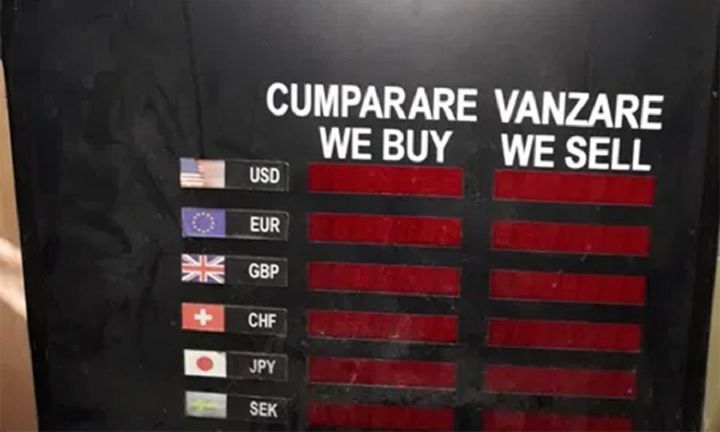 CUMPARARE VANZARE
WE BUY WE SELL
USD
EUR
GBP
CHF
JPY
SEK